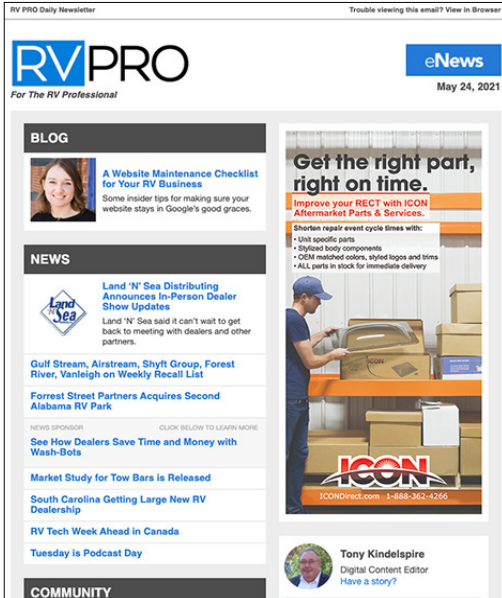 RV PRO Daily Newsletter
Trouble viewing this email? View in Browser
RVPRO
For The RV Professional
eNews
May 24, 2021
BLOG
A Website Maintenance Checklist
for Your RV Business
Some insider tips for making sure your
website stays in Google's good graces.
NEWS
Land 'N' Sea
Land 'N' Sea Distributing
Announces In-Person Dealer
Show Updates
Land 'N' Sea said it can't wait to get
back to meeting with dealers and other
partners.
Gulf Stream, Airstream, Shyft Group, Forest
River, Vanleigh on Weekly Recall List
Forrest Street Partners Acquires Second
Alabama RV Park
NEWS SPONSOR
CLICK BELOW TO LEARN MORE
See How Dealers Save Time and Money with
Wash-Bots
Market Study for Tow Bars is Released
South Carolina Getting Large New RV
Dealership
RV Tech Week Ahead in Canada
Tuesday is Podcast Day
COMMUNITY
Get the right part,
right on time.
Improve your RECT with ICON
Aftermarket Parts & Services.
Shorten repair event cycle times with:
• Unit specific parts
• Stylized body components
• OEM matched colors, styled logos and trims
• ALL parts in stock for immediate delivery
ICON
ICON
ICONDirect.com 1-888-362-4266
Tony Kindelspire
Digital Content Editor
Have a story?